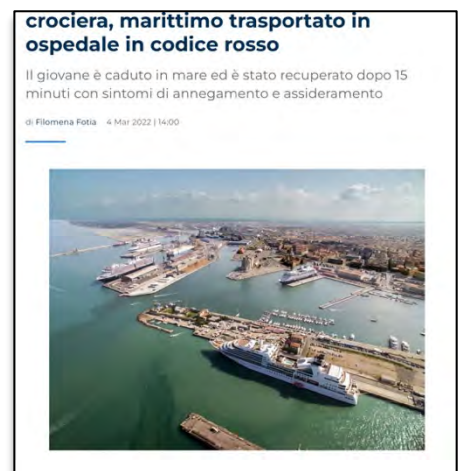 crociera, marittimo trasportato in
ospedale in codice rosso
Il giovane è caduto in mare ed è stato recuperato dopo 15
minuti con sintomi di annegamento e assideramento
di Filomena Fotia 4 Mar 2022 | 14:00